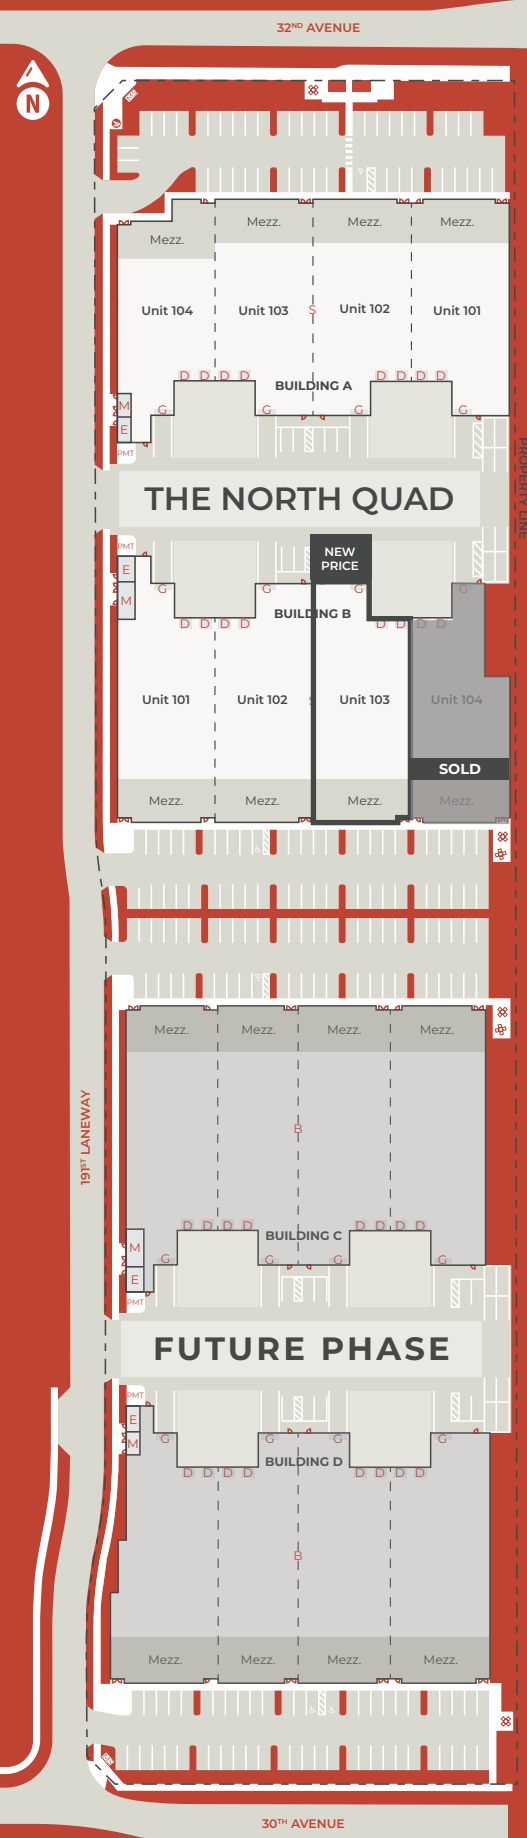 32ND AVENUE
N
Mezz.
Mezz.
Mezz.
Mezz.
Unit 104
Unit 103
S
Unit 102
Unit 101
D D D D
D D D D
BUILDING A
M
G
G
G
G
E
PMT
PROPERTY LINE
THE NORTH QUAD
PMT
NEW
PRICE
E
M
G
G
G
G
BUILDING B
D D D D
D D D D
Unit 101
Unit 102
Unit 103
Unit 104
SOLD
Mezz.
Mezz.
Mezz.
Mezz.
Mezz.
Mezz.
Mezz.
Mezz.
191ST LANEWAY
B
D D D D
D D D D
BUILDING C
M
G
G
G
G
E
PMT
FUTURE PHASE
PMT
E
M
G
G
G
G
BUILDING D
D D D D
D D D D
B
Mezz.
Mezz.
Mezz.
Mezz.
30TH AVENUE